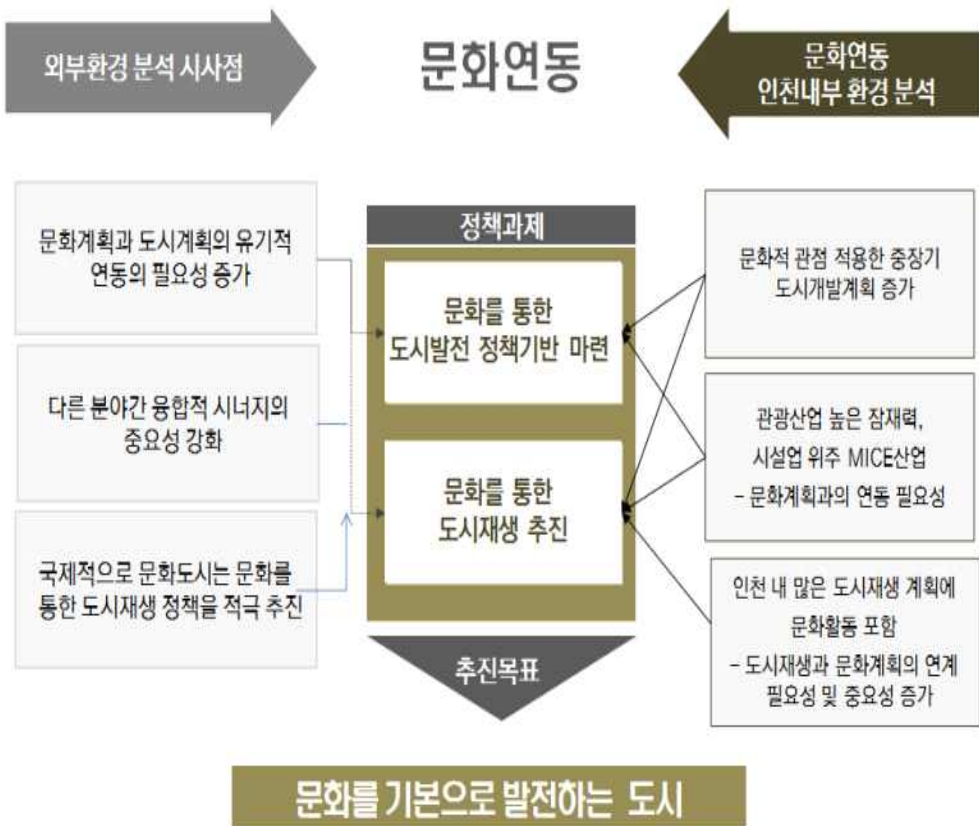 외부환경 분석 시사점
문화연동
문화연동
인천내부 환경 분석
문화계획과 도시계획의 유기적
연동의 필요성 증가
다른 분야간 융합적 시너지의
중요성 강화
국제적으로 문화도시는 문화를
통한 도시재생 정책을 적극 추진
정책과제
문화를 통한
도시발전 정책기반 마련
문화를 통한
도시재생 추진
추진목표
문화적 관점 적용한 중장기
도시개발계획 증가
관광산업 높은 잠재력,
시설업 위주 MICE산업
– 문화계획과의 연동 필요성
인천 내 많은 도시재생 계획에
문화활동 포함
– 도시재생과 문화계획의 연계
필요성 및 중요성 증가
문화를 기본으로 발전하는 도시